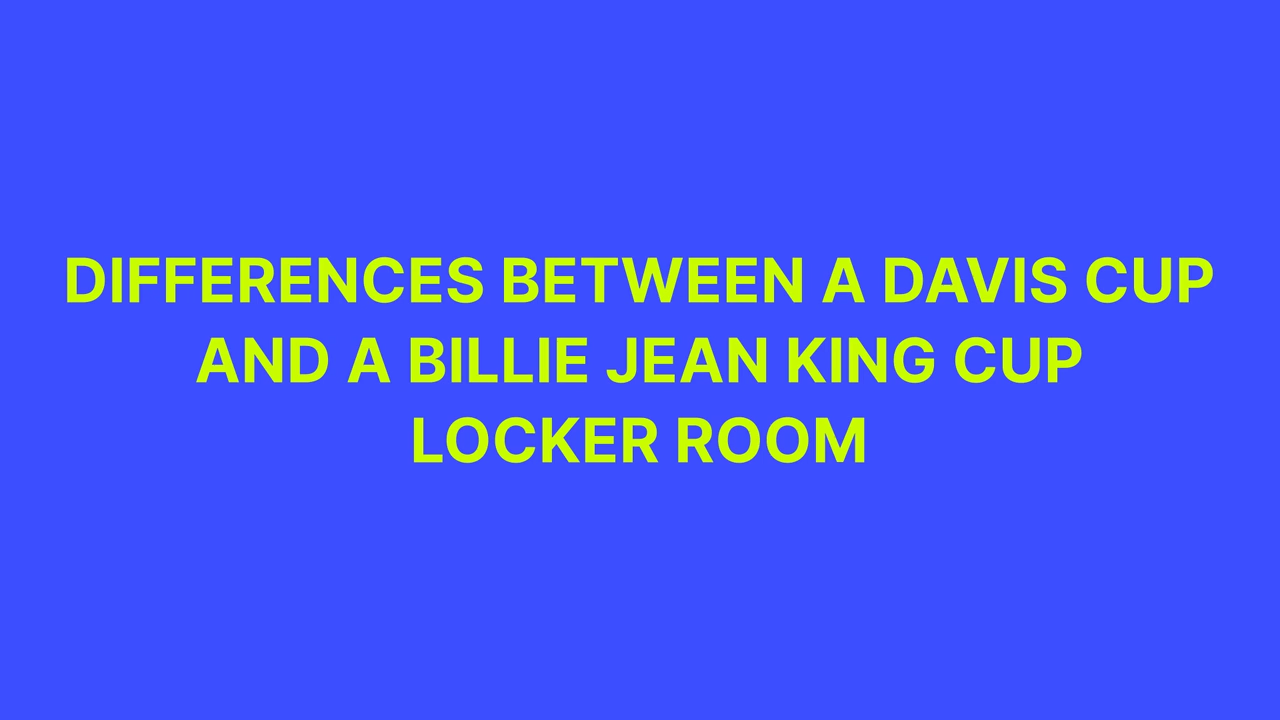 DIFFERENCES BETWEEN A DAVIS CUP
AND A BILLIE JEAN KING CUP
LOCKER ROOM